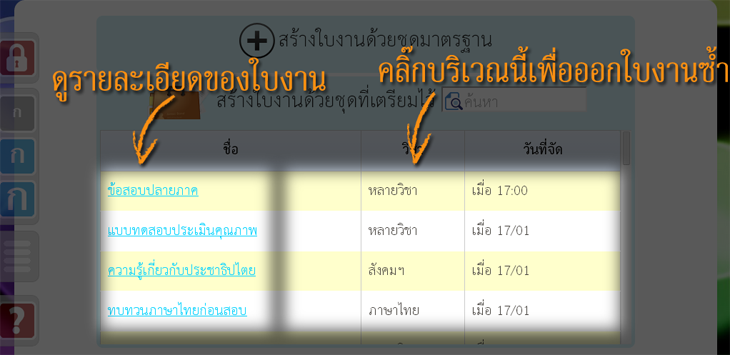 สร้างใบงานด้วยชุดมาตรฐาน
ดูรายละเอียดของใบงาน
คลิ๊กบริเวณนี้เพื่อออกใบงานซ้ำ
สร้างใบงานด้วยชุดที่เตรียมไว้ ค้นหา
ก
ก
ก
ชื่อ วันที่จัด
ข้อสอบปลายภาค หลายวิชา เมื่อ 17:00
แบบทดสอบประเมินคุณภาพ หลายวิชา เมื่อ 17/01
ความรู้เกี่ยวกับประชาธิปไตย สังคมฯ เมื่อ 17/01
ทบทวนภาษาไทยก่อนสอบ ภาษาไทย เมื่อ 17/01
?